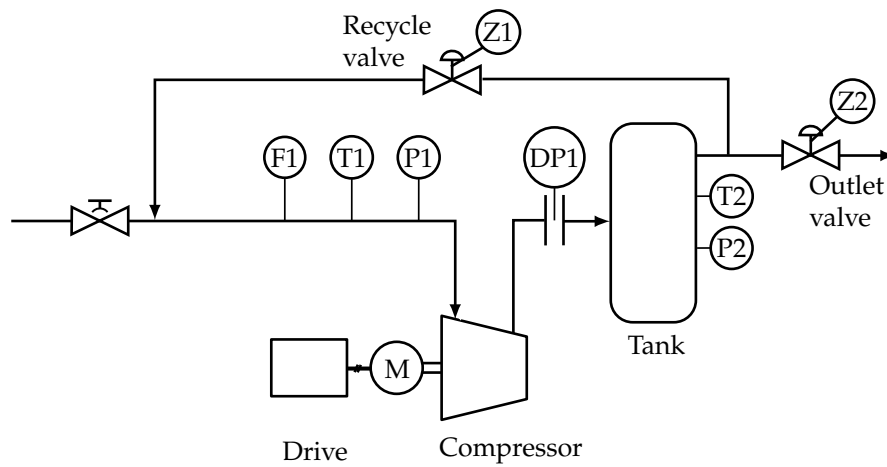 Recycle
valve
Z1
Z2
F1
T1
P1
DP1
T2
Outlet
valve
P2
Tank
M
Drive
Compressor